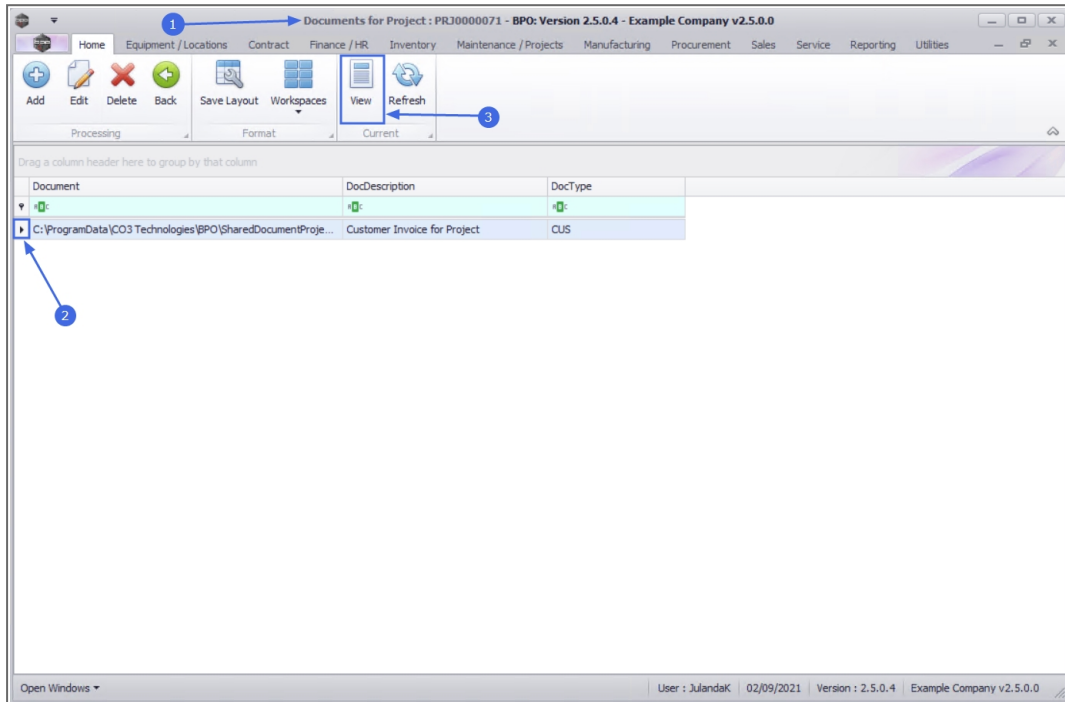 1
Documents for Project : PRJ0000071 - BPO: Version 2.5.0.4 - Example Company v2.5.0.0
Home Equipment / Locations Contract Finance / HR Inventory Maintenance / Projects Manufacturing Procurement Sales Service Reporting Utilities
Add Edit Delete Back Save Layout Workspaces View Refresh
3
Processing Format Current
Drag a column header here to group by that column
Document DocDescription DocType
C:\ProgramData\CO3 Technologies\BPO\SharedDocumentProje... Customer Invoice for Project CUS
2
Open Windows User : JulandaK 02/09/2021 Version : 2.5.0.4 Example Company v2.5.0.0